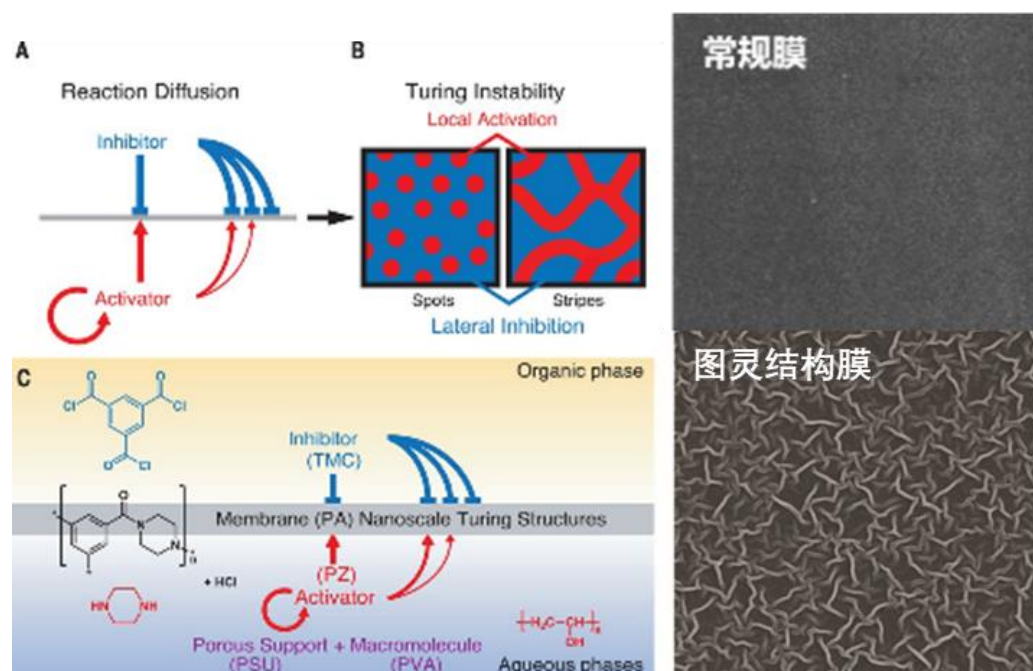 A
Reaction Diffusion
Inhibitor
Activator
B
Turing Instability
Local Activation
Spots
Stripes
Lateral Inhibition
常规膜
图灵结构膜
C
Organic phase
O
Cl
O
Cl
O
Cl
Inhibitor
(TMC)
Membrane (PA) Nanoscale Turing Structures
O
N
N
n
+ HCl
HN
NH
(PZ)
Activator
Porous Support + Macromolecule
(PSU)
(PVA)
H₂C-CH
n
OH
Aqueous phases